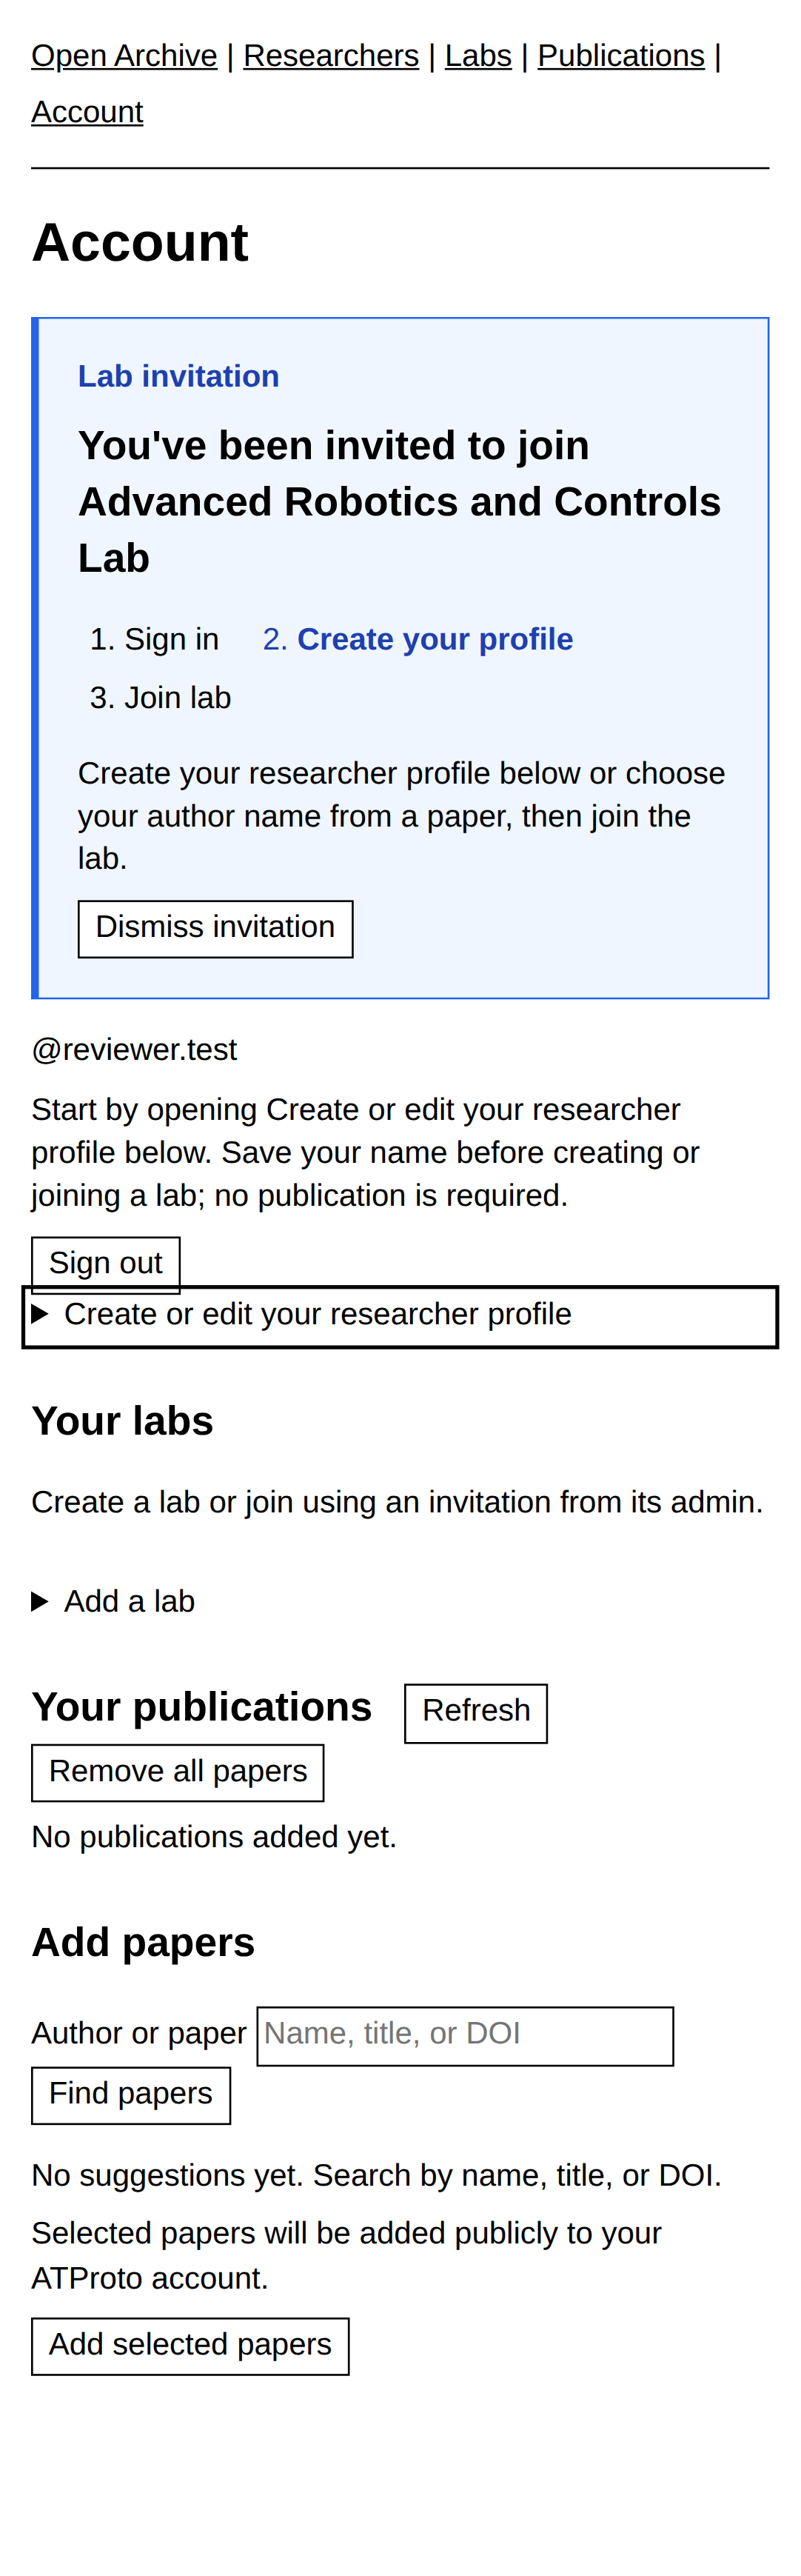 Open Archive | Researchers | Labs | Publications |
Account
Account
Lab invitation
You've been invited to join
Advanced Robotics and Controls
Lab
1. Sign in 2. Create your profile
3. Join lab
Create your researcher profile below or choose
your author name from a paper, then join the
lab.
Dismiss invitation
@reviewer.test
Start by opening Create or edit your researcher
profile below. Save your name before creating or
joining a lab; no publication is required.
Sign out
Create or edit your researcher profile
Your labs
Create a lab or join using an invitation from its admin.
Add a lab
Your publications Refresh
Remove all papers
No publications added yet.
Add papers
Author or paper Name, title, or DOI
Find papers
No suggestions yet. Search by name, title, or DOI.
Selected papers will be added publicly to your
ATProto account.
Add selected papers